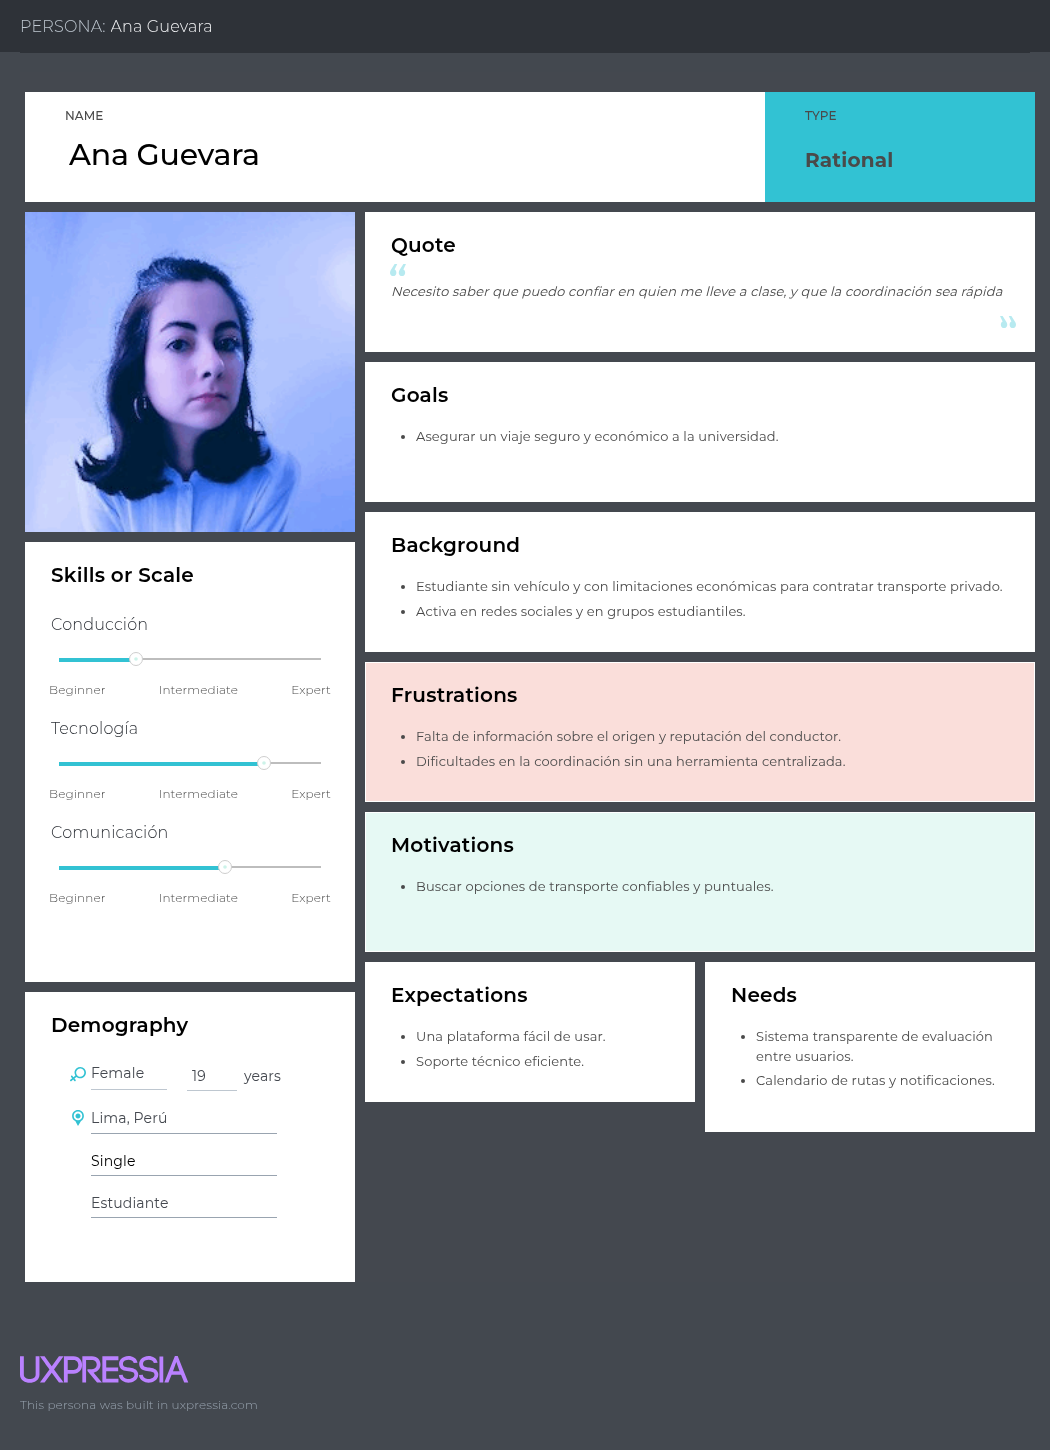 PERSONA: Ana Guevara
NAME
Ana Guevara
TYPE
Rational
Quote
“
Necesito saber que puedo confiar en quien me lleve a clase, y que la coordinación sea rápida
”
Goals
• Asegurar un viaje seguro y económico a la universidad.
Background
• Estudiante sin vehículo y con limitaciones económicas para contratar transporte privado.
• Activa en redes sociales y en grupos estudiantiles.
Skills or Scale
Conducción
Beginner Intermediate Expert
Tecnología
Beginner Intermediate Expert
Comunicación
Beginner Intermediate Expert
Frustrations
• Falta de información sobre el origen y reputación del conductor.
• Dificultades en la coordinación sin una herramienta centralizada.
Motivations
• Buscar opciones de transporte confiables y puntuales.
Expectations
• Una plataforma fácil de usar.
• Soporte técnico eficiente.
Needs
• Sistema transparente de evaluación
entre usuarios.
• Calendario de rutas y notificaciones.
Demography
Female 19 years
Lima, Perú
Single
Estudiante
UXPRESSIA
This persona was built in uxpressia.com